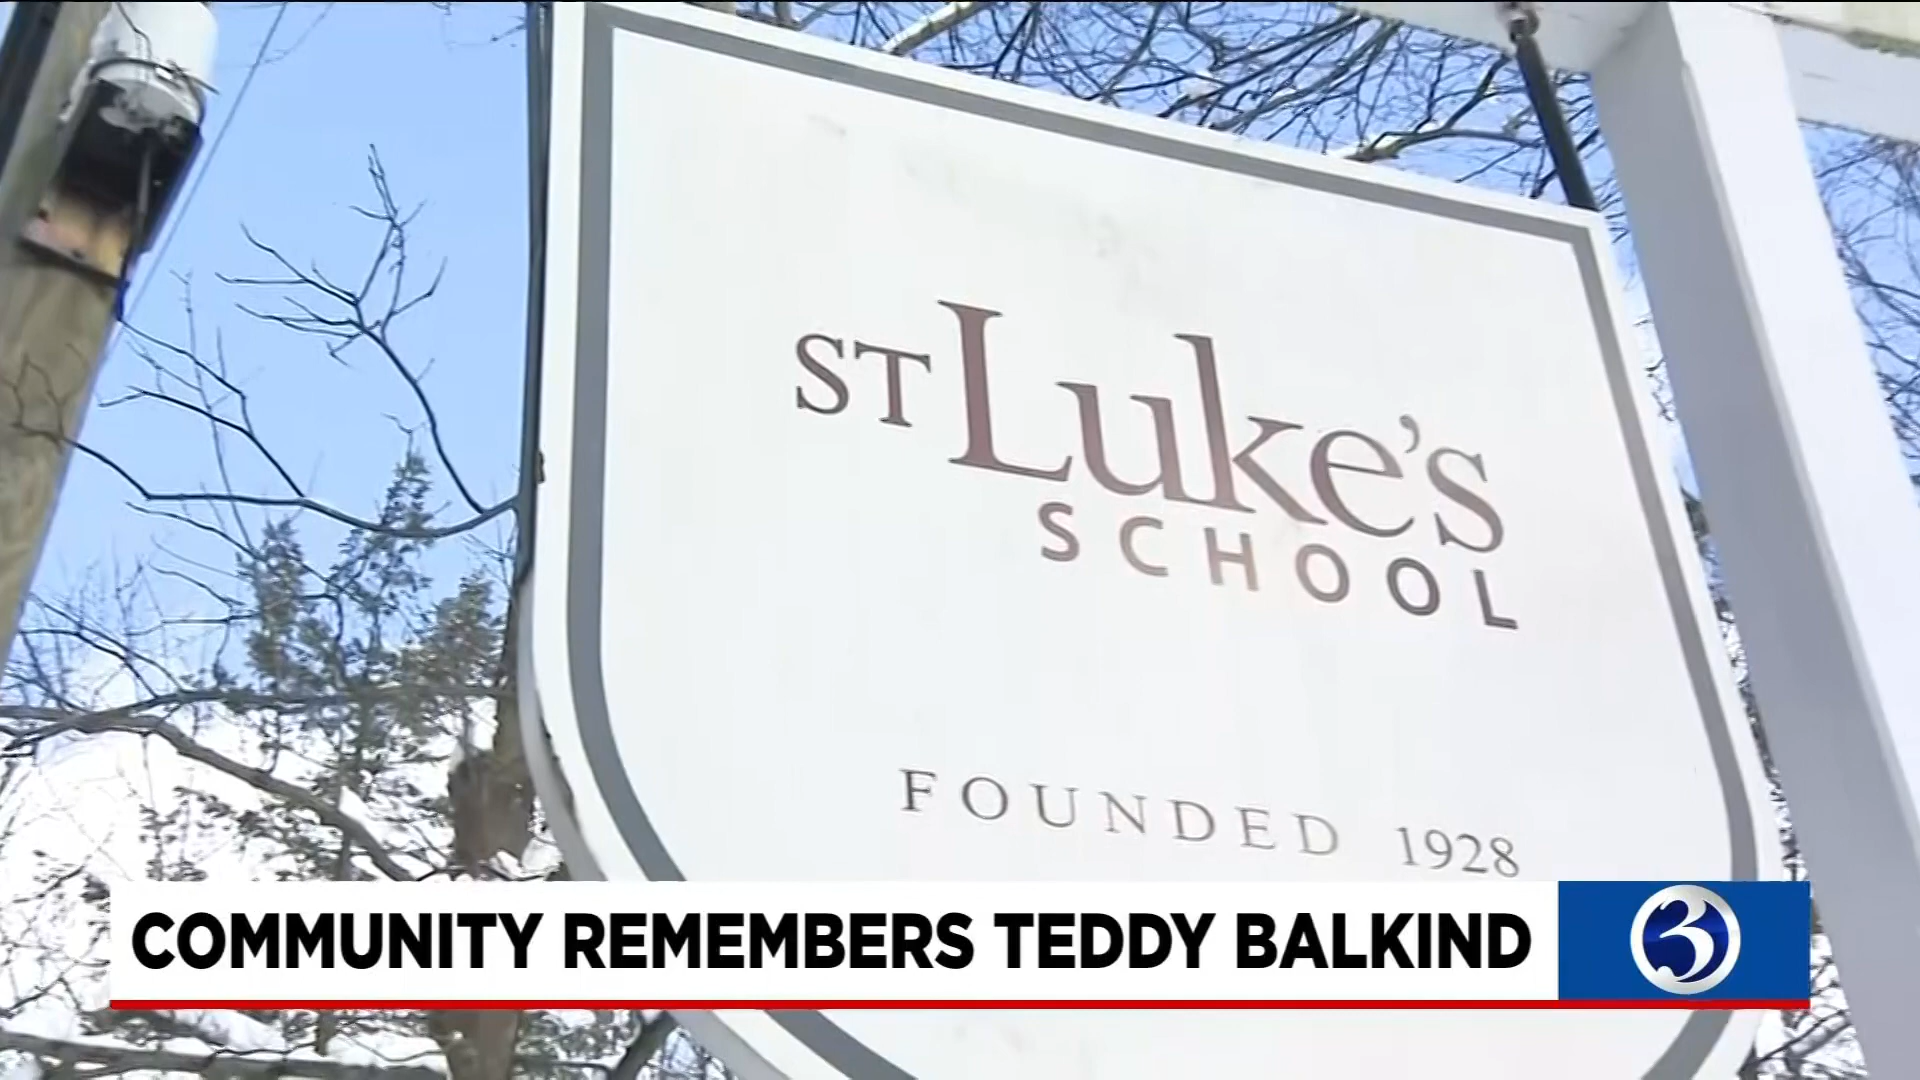 ST Luke's
SCHOOL
FOUNDED 1928
COMMUNITY REMEMBERS TEDDY BALKIND
3